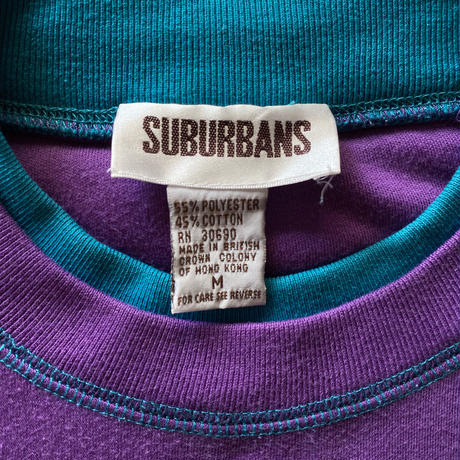 SUBURBANS
55% POLYESTER
45% COTTON
RN 30690
MADE IN BRITISH
CROWN COLONY
OF HONG KONG
M
FOR CARE SEE REVERSE